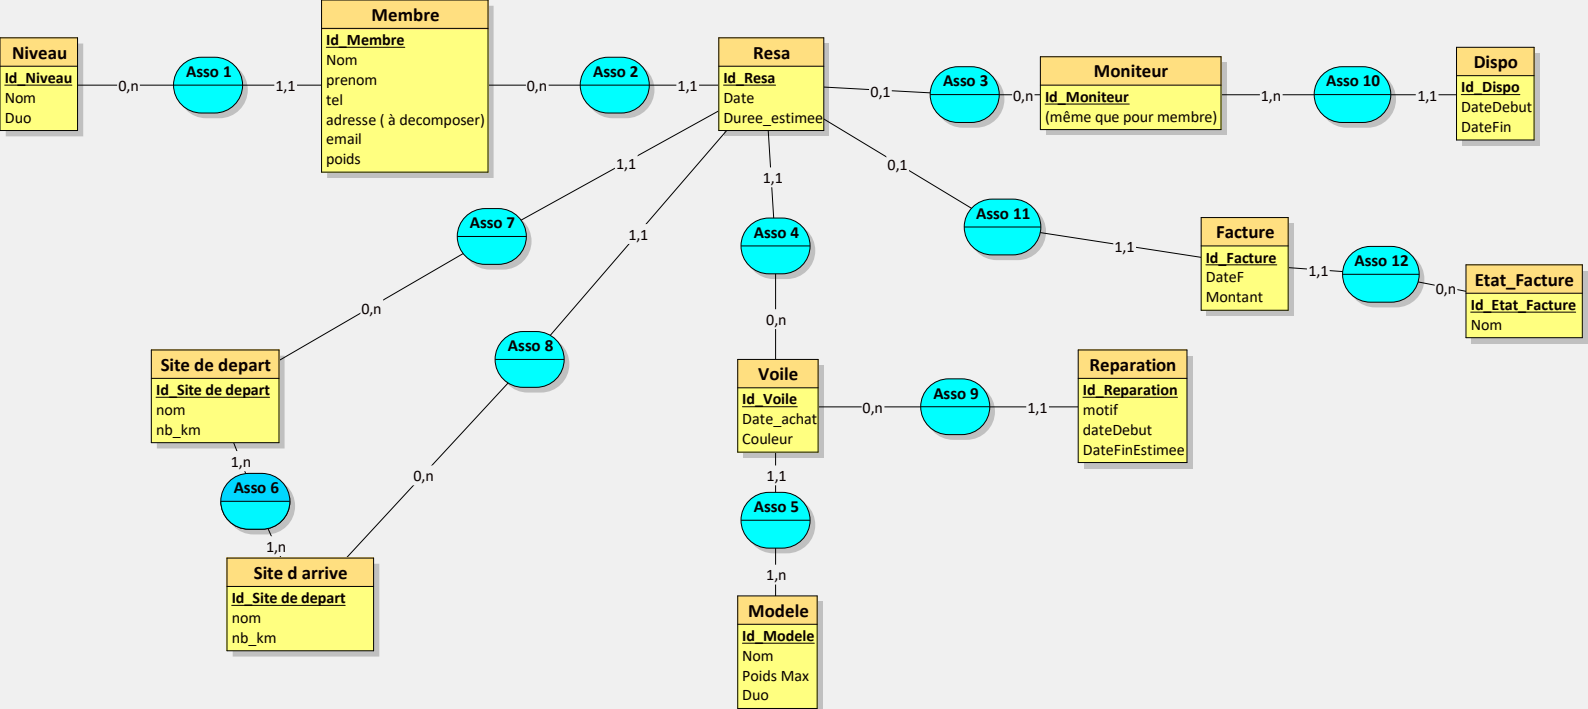 Niveau
Id_Niveau
Nom
Duo
0,n
Asso 1
1,1
Membre
Id_Membre
Nom
prenom
tel
adresse ( à decomposer)
email
poids
0,n
Asso 2
1,1
Resa
Id_Resa
Date
Duree_estimee
0,1
Asso 3
0,n
Moniteur
Id_Moniteur
(même que pour membre)
1,n
Asso 10
1,1
Dispo
Id_Dispo
DateDebut
DateFin
1,1
Asso 7
0,n
1,1
Asso 8
0,n
1,1
Asso 4
0,n
0,1
Asso 11
1,1
Facture
Id_Facture
DateF
Montant
1,1
Asso 12
0,n
Etat_Facture
Id_Etat_Facture
Nom
Site de depart
Id_Site de depart
nom
nb_km
1,n
Asso 6
1,n
Site d arrive
Id_Site de depart
nom
nb_km
Voile
Id_Voile
Date_achat
Couleur
0,n
Asso 9
1,1
Reparation
Id_Reparation
motif
dateDebut
DateFinEstimee
1,1
Asso 5
1,n
Modele
Id_Modele
Nom
Poids Max
Duo